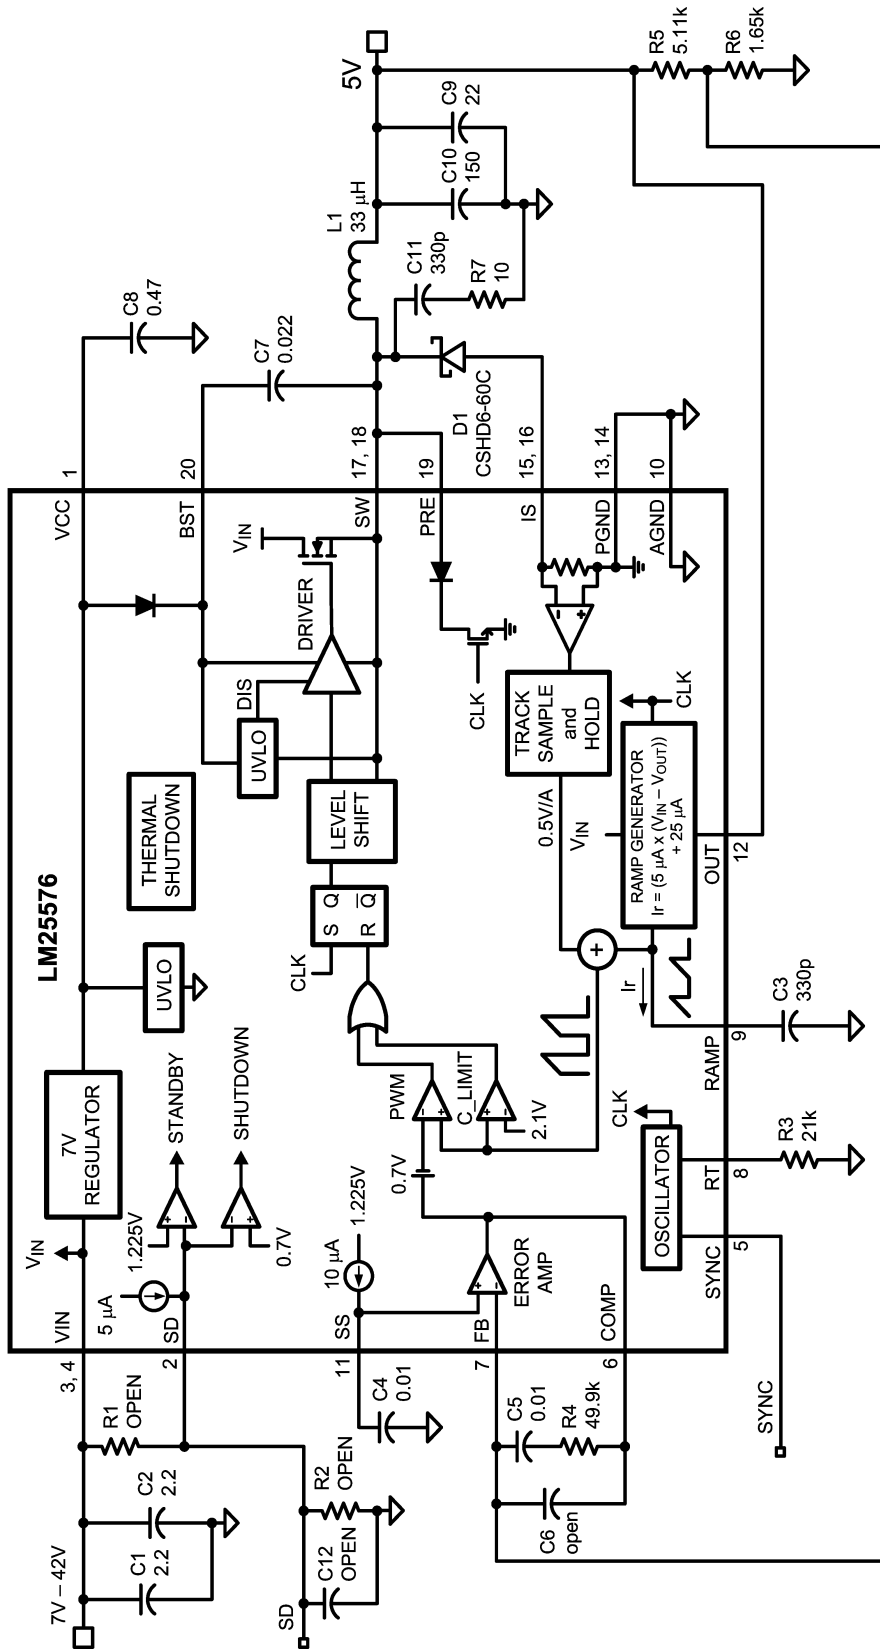 LM25576
7V – 42V
C1
2.2
C2
2.2
R1
OPEN
3, 4
VIN
VIN
7V
REGULATOR
UVLO
THERMAL
SHUTDOWN
VCC
1
C8
0.47
5 µA
1.225V
STANDBY
SHUTDOWN
0.7V
SD
2
SD
C12
OPEN
R2
OPEN
UVLO
DIS
BST
20
C7
0.022
VIN
DRIVER
LEVEL
SHIFT
S Q
R Q
CLK
SW
17, 18
L1
33 µH
5V
C11
330p
R7
10
C10
150
C9
22
PRE
19
CLK
D1
CSHD6-60C
IS
15, 16
PGND
13, 14
AGND
10
11
SS
C4
0.01
10 µA
1.225V
7
FB
ERROR
AMP
0.7V
PWM
C_LIMIT
2.1V
C5
0.01
R4
49.9k
C6
open
6
COMP
TRACK
SAMPLE
and
HOLD
0.5V/A
VIN
+
RAMP GENERATOR
Ir = (5 µA x (VIN – VOUT))
+ 25 µA
CLK
Ir
CLK
OSCILLATOR
SYNC
5
SYNC
RT
8
R3
21k
RAMP
9
C3
330p
OUT
12
R5
5.11k
R6
1.65k